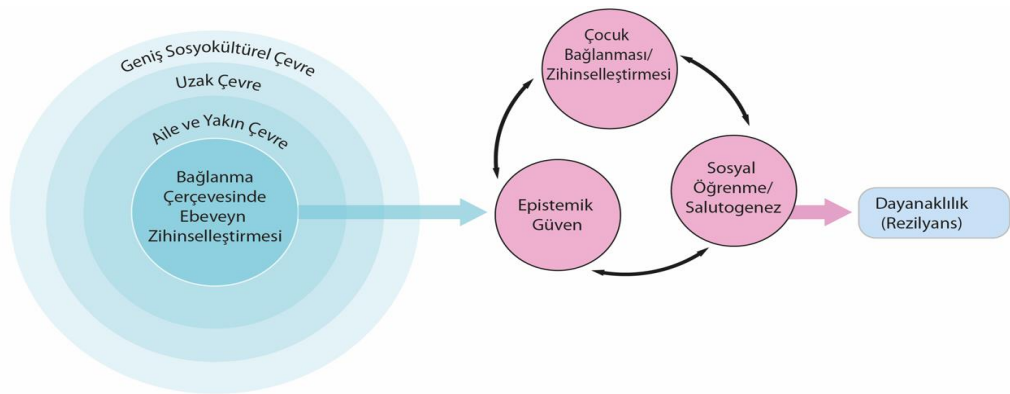 Geniş Sosyokültürel Çevre
Uzak Çevre
Aile ve Yakın Çevre
Bağlanma
Çerçevesinde
Ebeveyn
Zihinselleştirmesi
Çocuk
Bağlanması/
Zihinselleştirmesi
Epistemik
Güven
Sosyal
Öğrenme/
Salutogenez
Dayanaklılık
(Rezilyans)